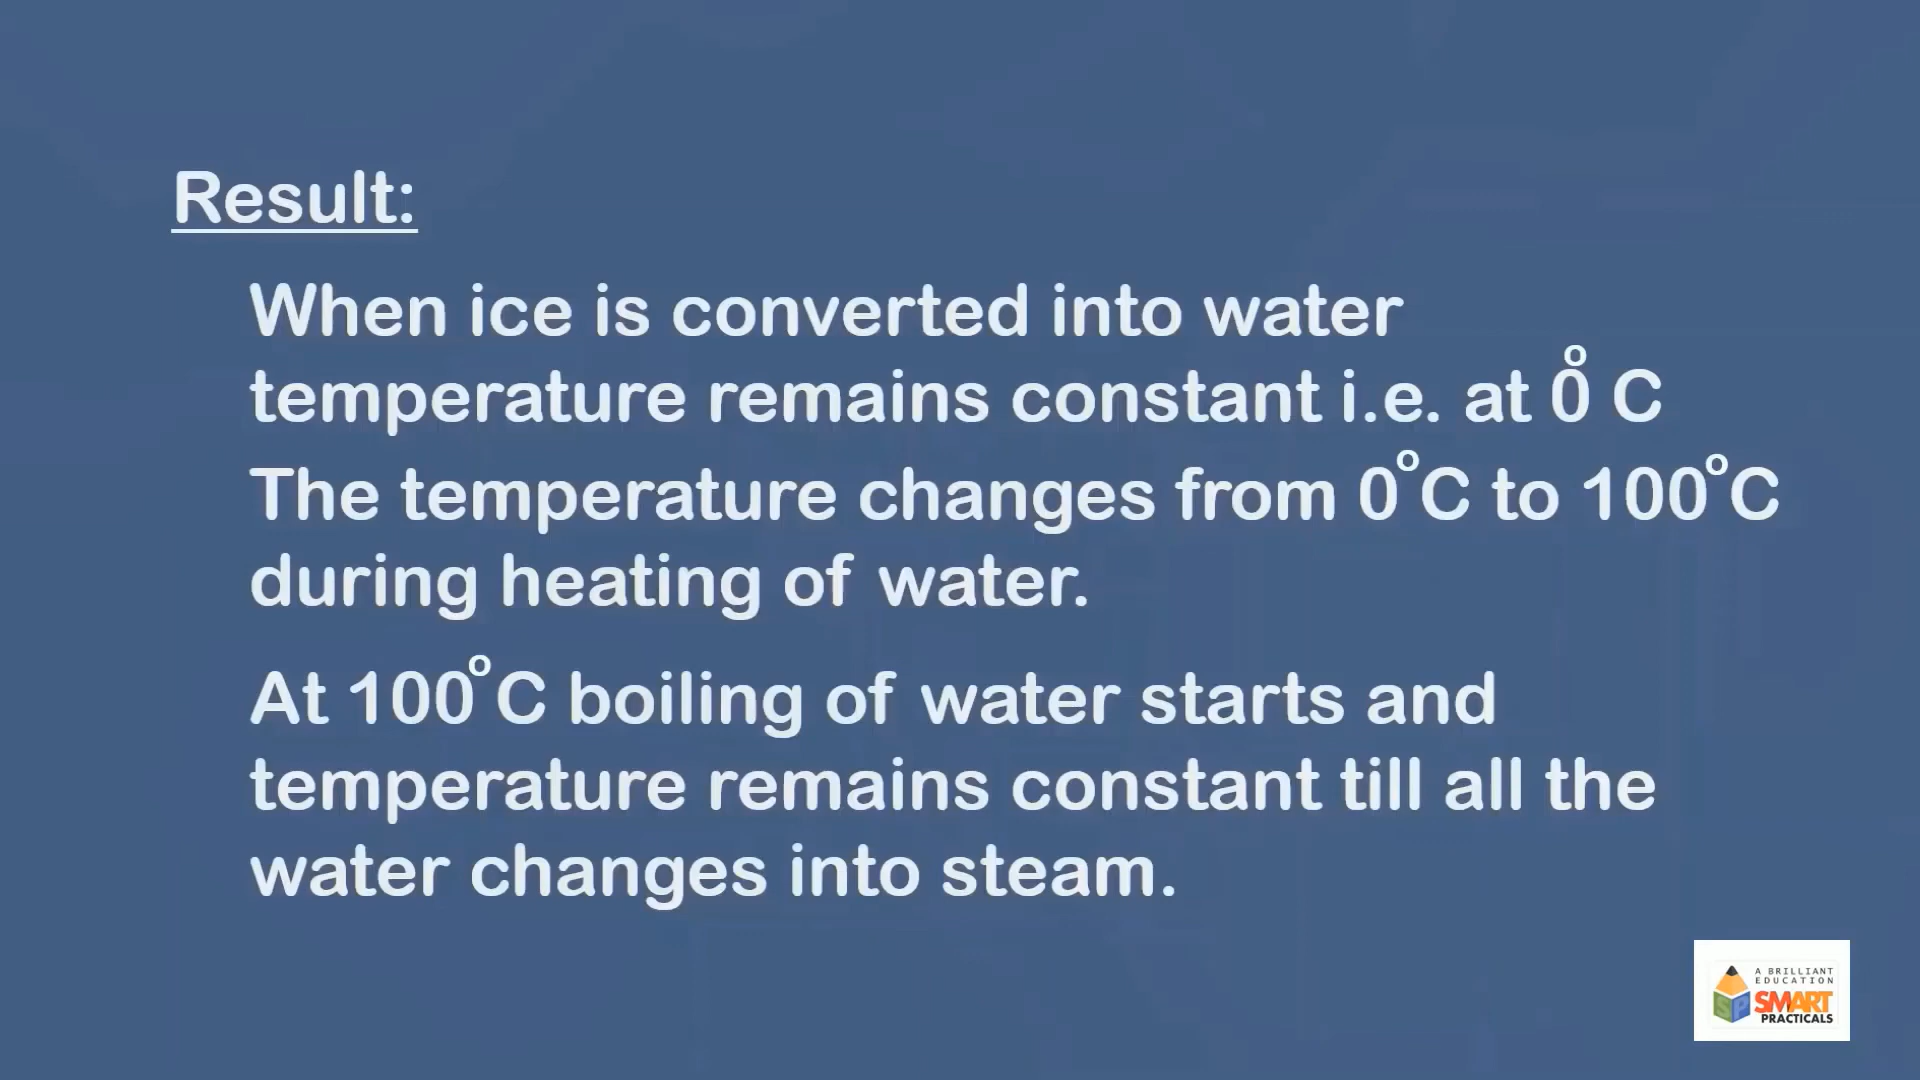 Result:
When ice is converted into water
temperature remains constant i.e. at 0° C
The temperature changes from 0°C to 100°C
during heating of water.
At 100°C boiling of water starts and
temperature remains constant till all the
water changes into steam.
A BRILLIANT
EDUCATION
SP SMART
PRACTICALS